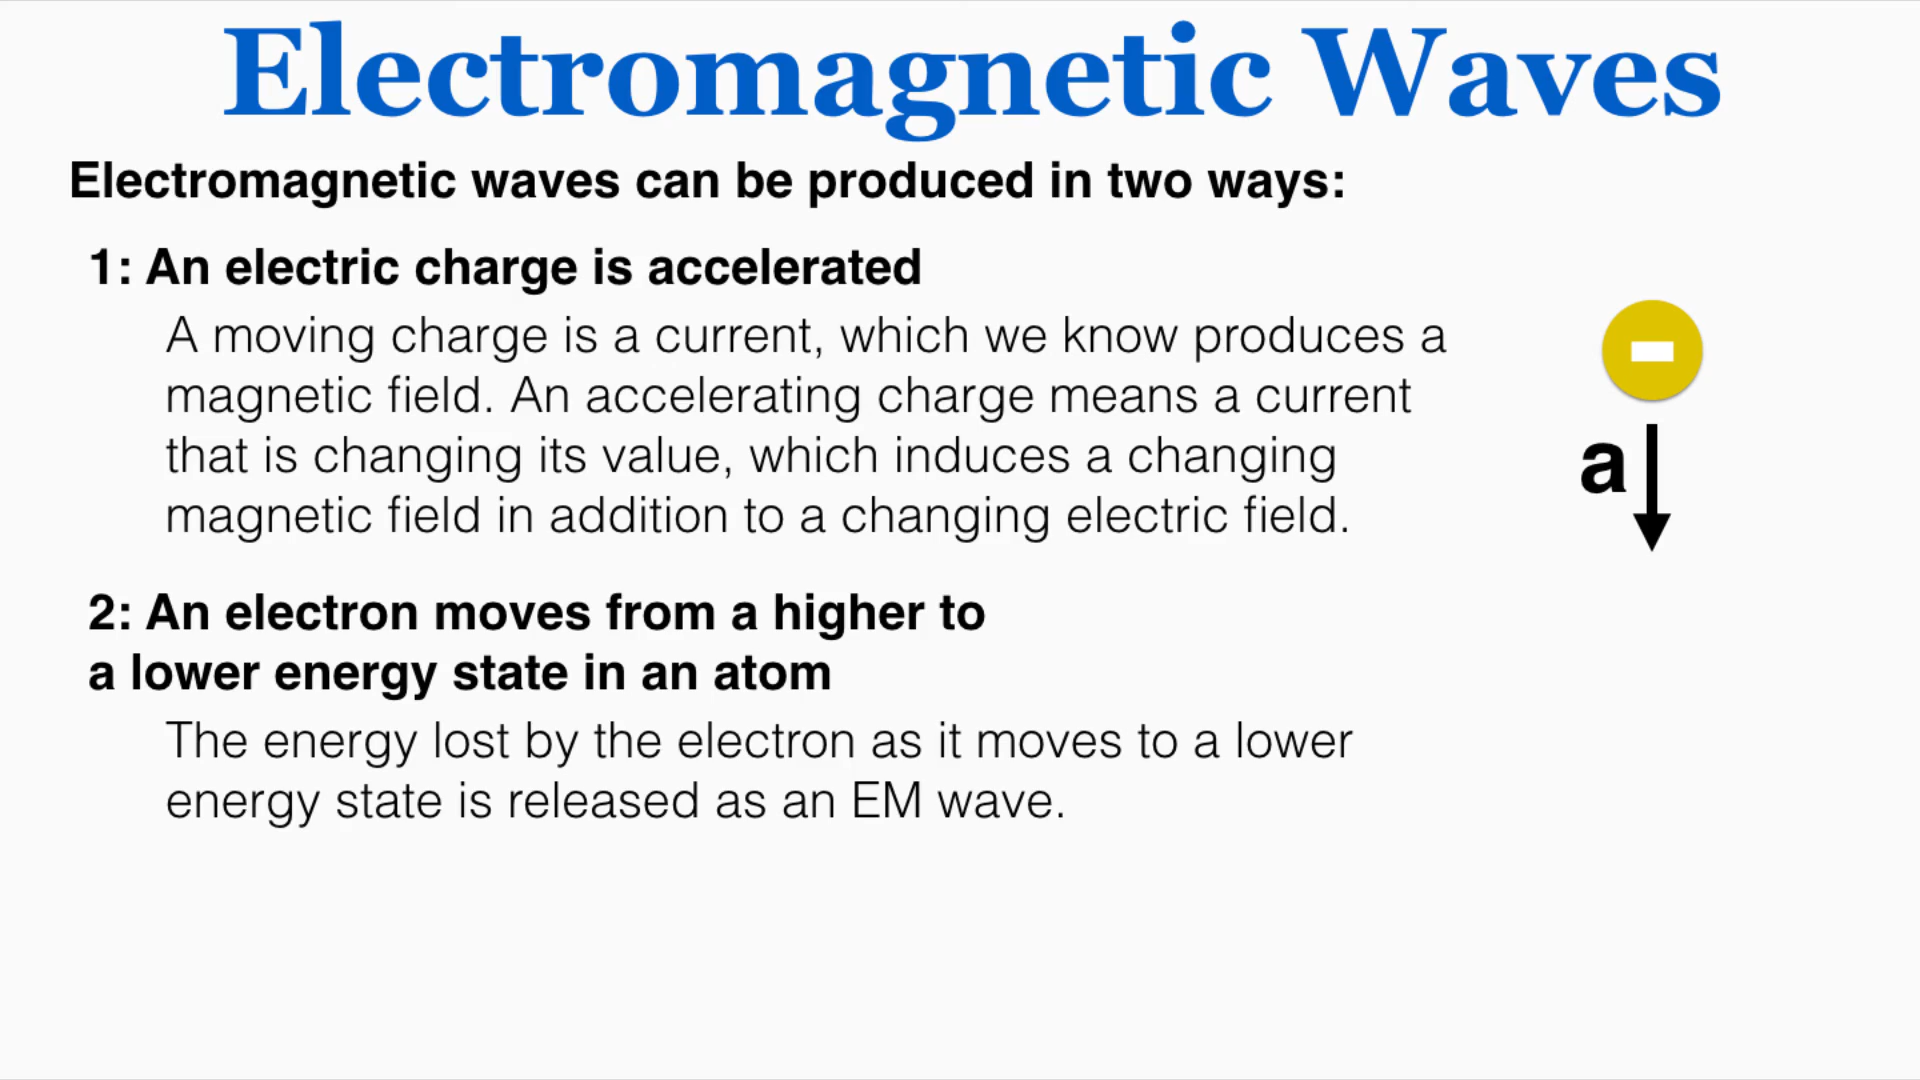 Electromagnetic Waves
Electromagnetic waves can be produced in two ways:
1: An electric charge is accelerated
A moving charge is a current, which we know produces a
magnetic field. An accelerating charge means a current
that is changing its value, which induces a changing
magnetic field in addition to a changing electric field.
-
a
2: An electron moves from a higher to
a lower energy state in an atom
The energy lost by the electron as it moves to a lower
energy state is released as an EM wave.